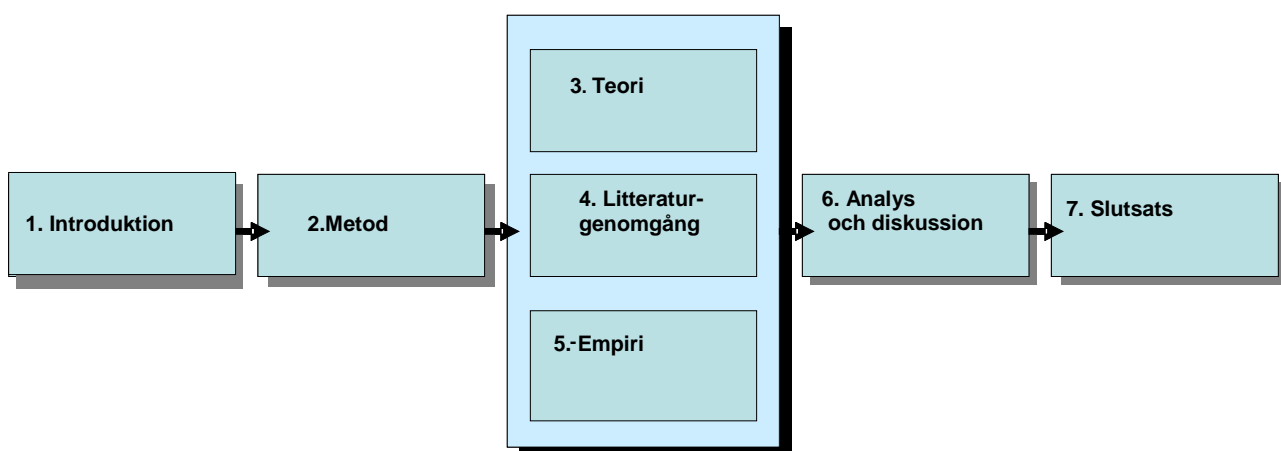 1. Introduktion
2.Metod
3. Teori
4. Litteratur-
genomgång
5.-Empiri
6. Analys
och diskussion
7. Slutsats